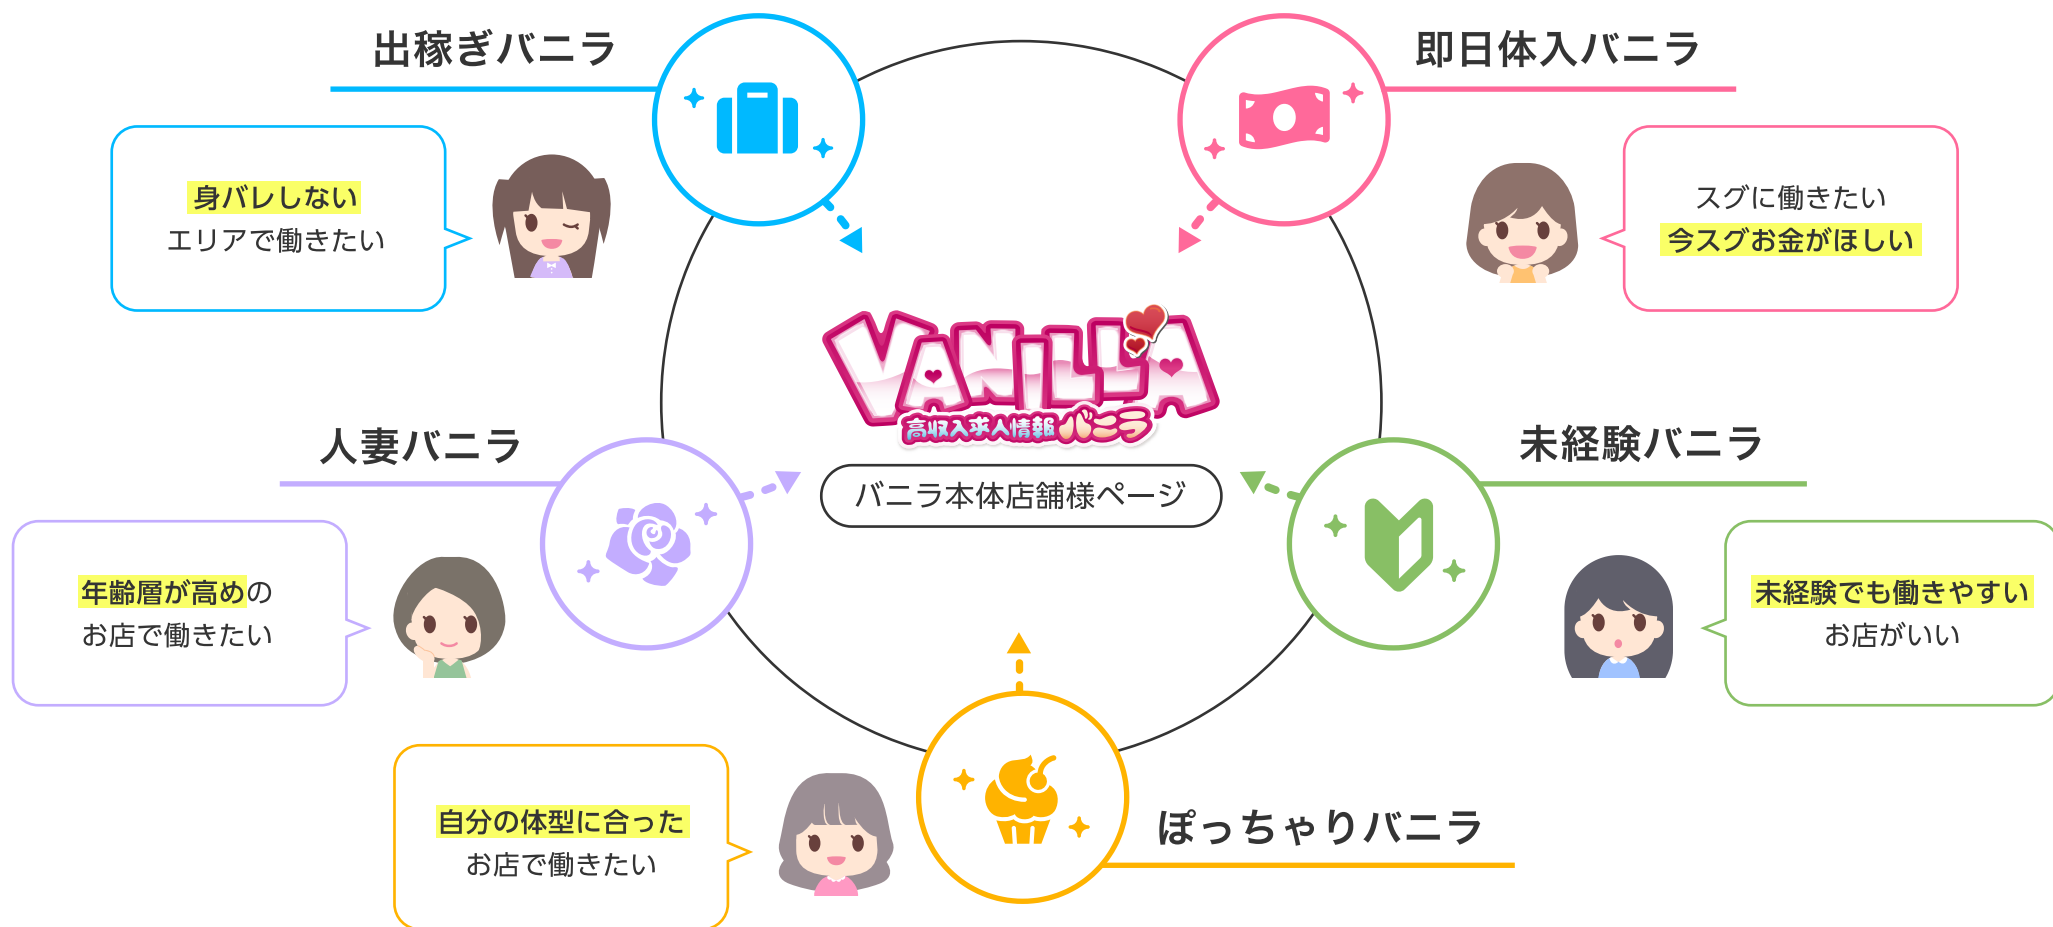 出稼ぎバニラ
身バレしない
エリアで働きたい
即日体入バニラ
スグに働きたい
今スグお金がほしい
VANILLA
高収入求人情報 バニラ
バニラ本体店舗様ページ
人妻バニラ
年齢層が高めの
お店で働きたい
未経験バニラ
未経験でも働きやすい
お店がいい
自分の体型に合った
お店で働きたい
ぽっちゃりバニラ